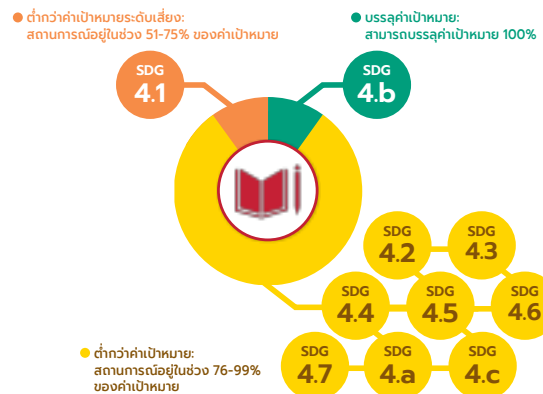 ต่ำกว่าค่าเป้าหมายระดับเสี่ยง:
สถานการณ์อยู่ในช่วง 51-75% ของค่าเป้าหมาย
บรรลุค่าเป้าหมาย:
สามารถบรรลุค่าเป้าหมาย 100%
SDG
4.1
SDG
4.b
SDG
4.2
SDG
4.3
SDG
4.4
SDG
4.5
SDG
4.6
SDG
4.7
SDG
4.a
SDG
4.c
ต่ำกว่าค่าเป้าหมาย:
สถานการณ์อยู่ในช่วง 76-99%
ของค่าเป้าหมาย